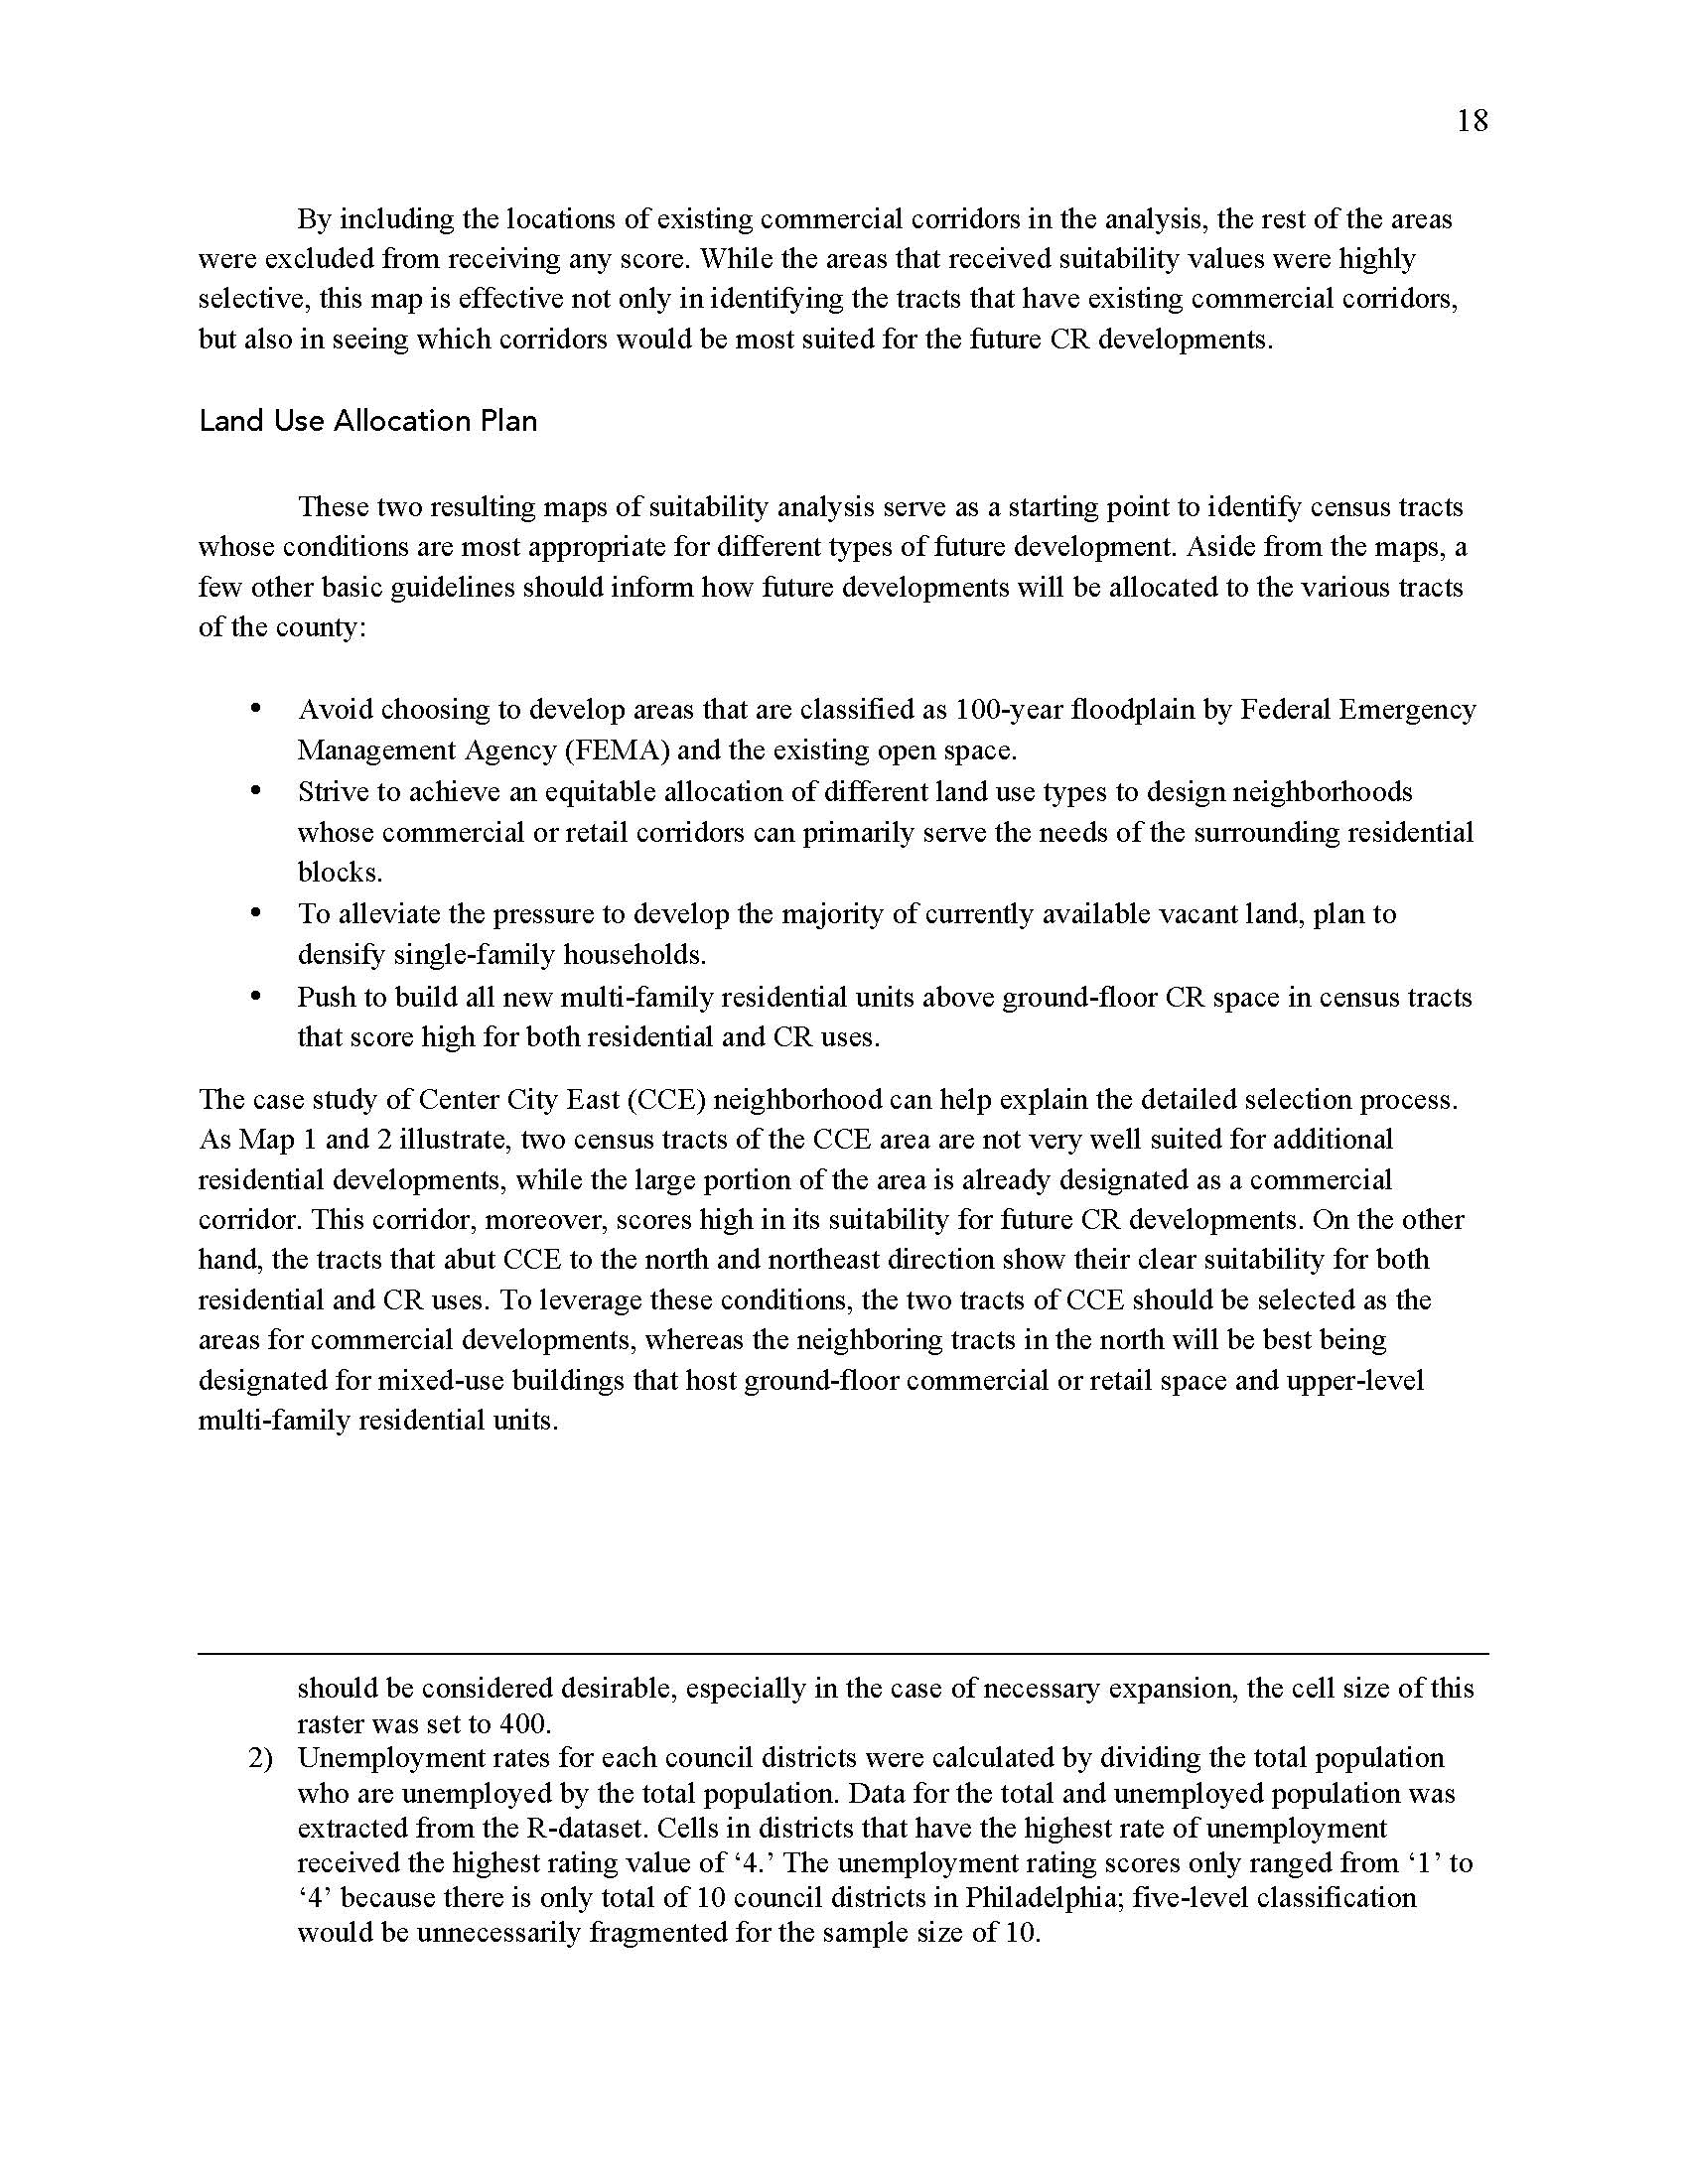 18
By including the locations of existing commercial corridors in the analysis, the rest of the areas
were excluded from receiving any score. While the areas that received suitability values were highly
selective, this map is effective not only in identifying the tracts that have existing commercial corridors,
but also in seeing which corridors would be most suited for the future CR developments.
Land Use Allocation Plan
These two resulting maps of suitability analysis serve as a starting point to identify census tracts
whose conditions are most appropriate for different types of future development. Aside from the maps, a
few other basic guidelines should inform how future developments will be allocated to the various tracts
of the county:
• Avoid choosing to develop areas that are classified as 100-year floodplain by Federal Emergency
Management Agency (FEMA) and the existing open space.
• Strive to achieve an equitable allocation of different land use types to design neighborhoods
whose commercial or retail corridors can primarily serve the needs of the surrounding residential
blocks.
• To alleviate the pressure to develop the majority of currently available vacant land, plan to
densify single-family households.
• Push to build all new multi-family residential units above ground-floor CR space in census tracts
that score high for both residential and CR uses.
The case study of Center City East (CCE) neighborhood can help explain the detailed selection process.
As Map 1 and 2 illustrate, two census tracts of the CCE area are not very well suited for additional
residential developments, while the large portion of the area is already designated as a commercial
corridor. This corridor, moreover, scores high in its suitability for future CR developments. On the other
hand, the tracts that abut CCE to the north and northeast direction show their clear suitability for both
residential and CR uses. To leverage these conditions, the two tracts of CCE should be selected as the
areas for commercial developments, whereas the neighboring tracts in the north will be best being
designated for mixed-use buildings that host ground-floor commercial or retail space and upper-level
multi-family residential units.
should be considered desirable, especially in the case of necessary expansion, the cell size of this
raster was set to 400.
2) Unemployment rates for each council districts were calculated by dividing the total population
who are unemployed by the total population. Data for the total and unemployed population was
extracted from the R-dataset. Cells in districts that have the highest rate of unemployment
received the highest rating value of ‘4.’ The unemployment rating scores only ranged from ‘1’ to
‘4’ because there is only total of 10 council districts in Philadelphia; five-level classification
would be unnecessarily fragmented for the sample size of 10.